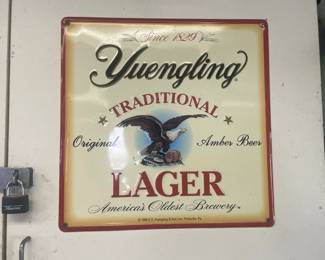 Since 1829
Yuengling
TRADITIONAL
Original Amber Beer
LAGER
America's Oldest Brewery